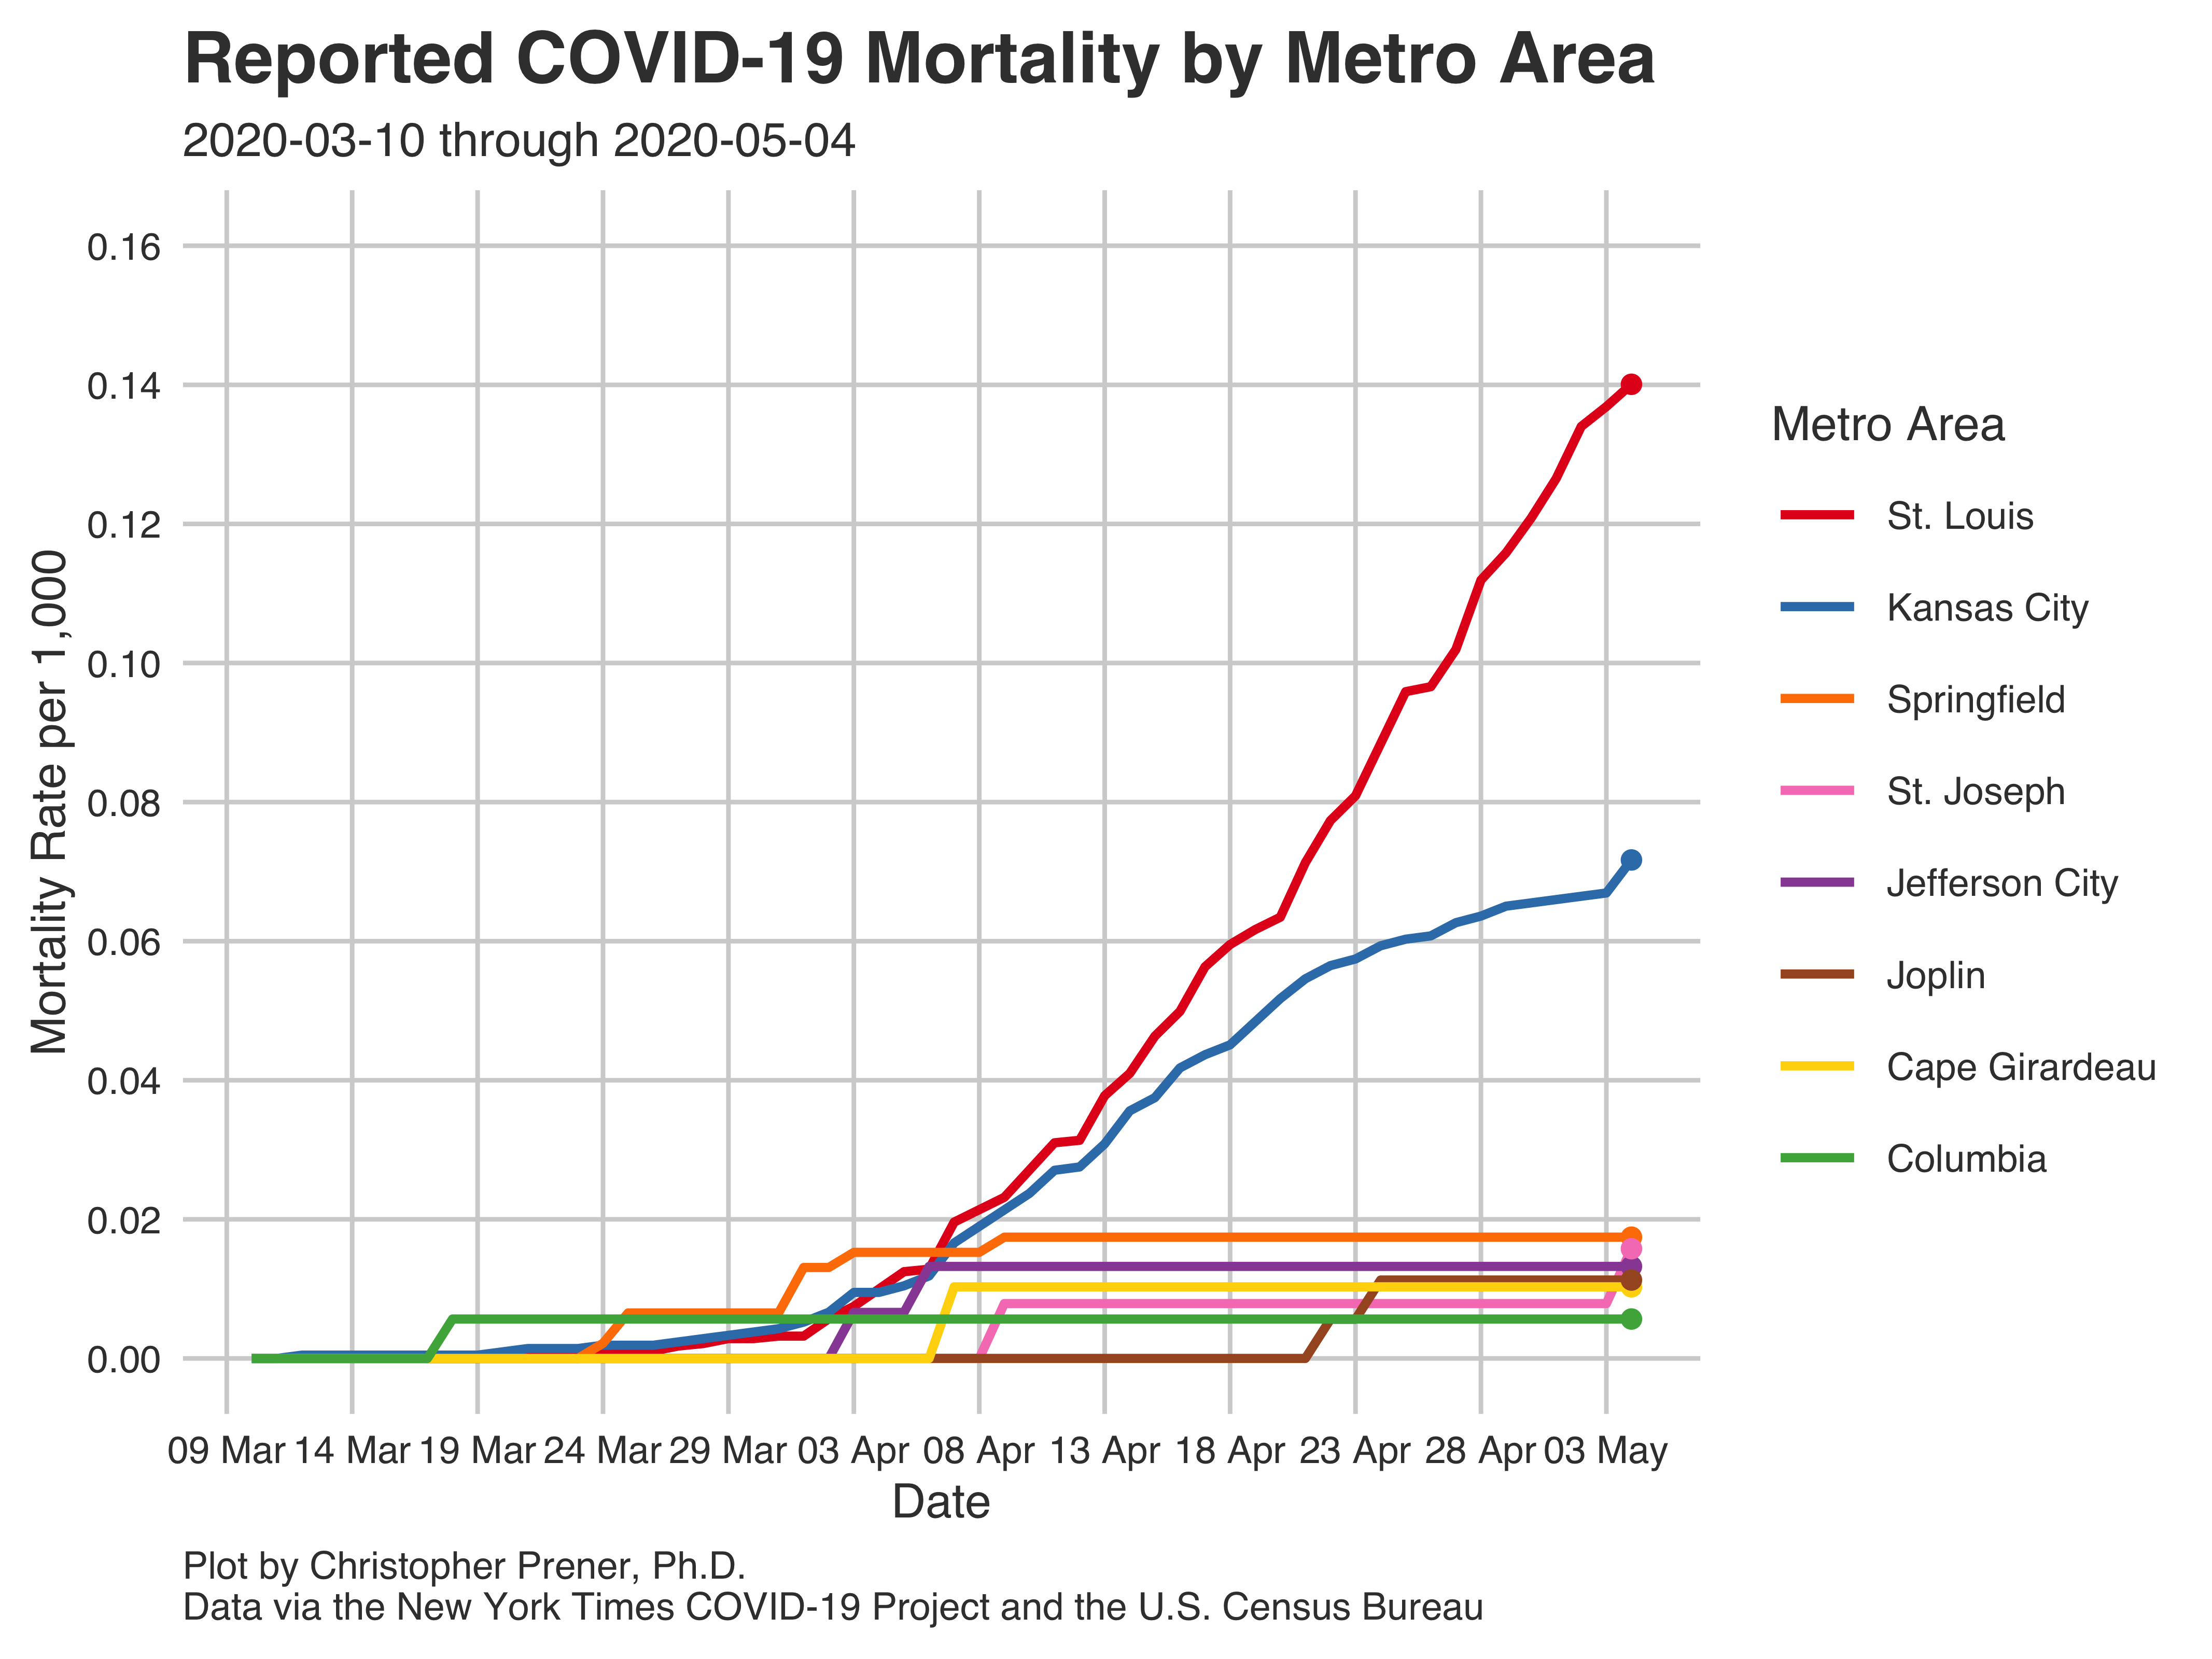 Reported COVID-19 Mortality by Metro Area
2020-03-10 through 2020-05-04
Mortality Rate per 1,000
0.16
0.14
0.12
0.10
0.08
0.06
0.04
0.02
0.00
09 Mar 14 Mar 19 Mar 24 Mar 29 Mar 03 Apr 08 Apr 13 Apr 18 Apr 23 Apr 28 Apr 03 May
Date
Metro Area
St. Louis
Kansas City
Springfield
St. Joseph
Jefferson City
Joplin
Cape Girardeau
Columbia
Plot by Christopher Prener, Ph.D.
Data via the New York Times COVID-19 Project and the U.S. Census Bureau